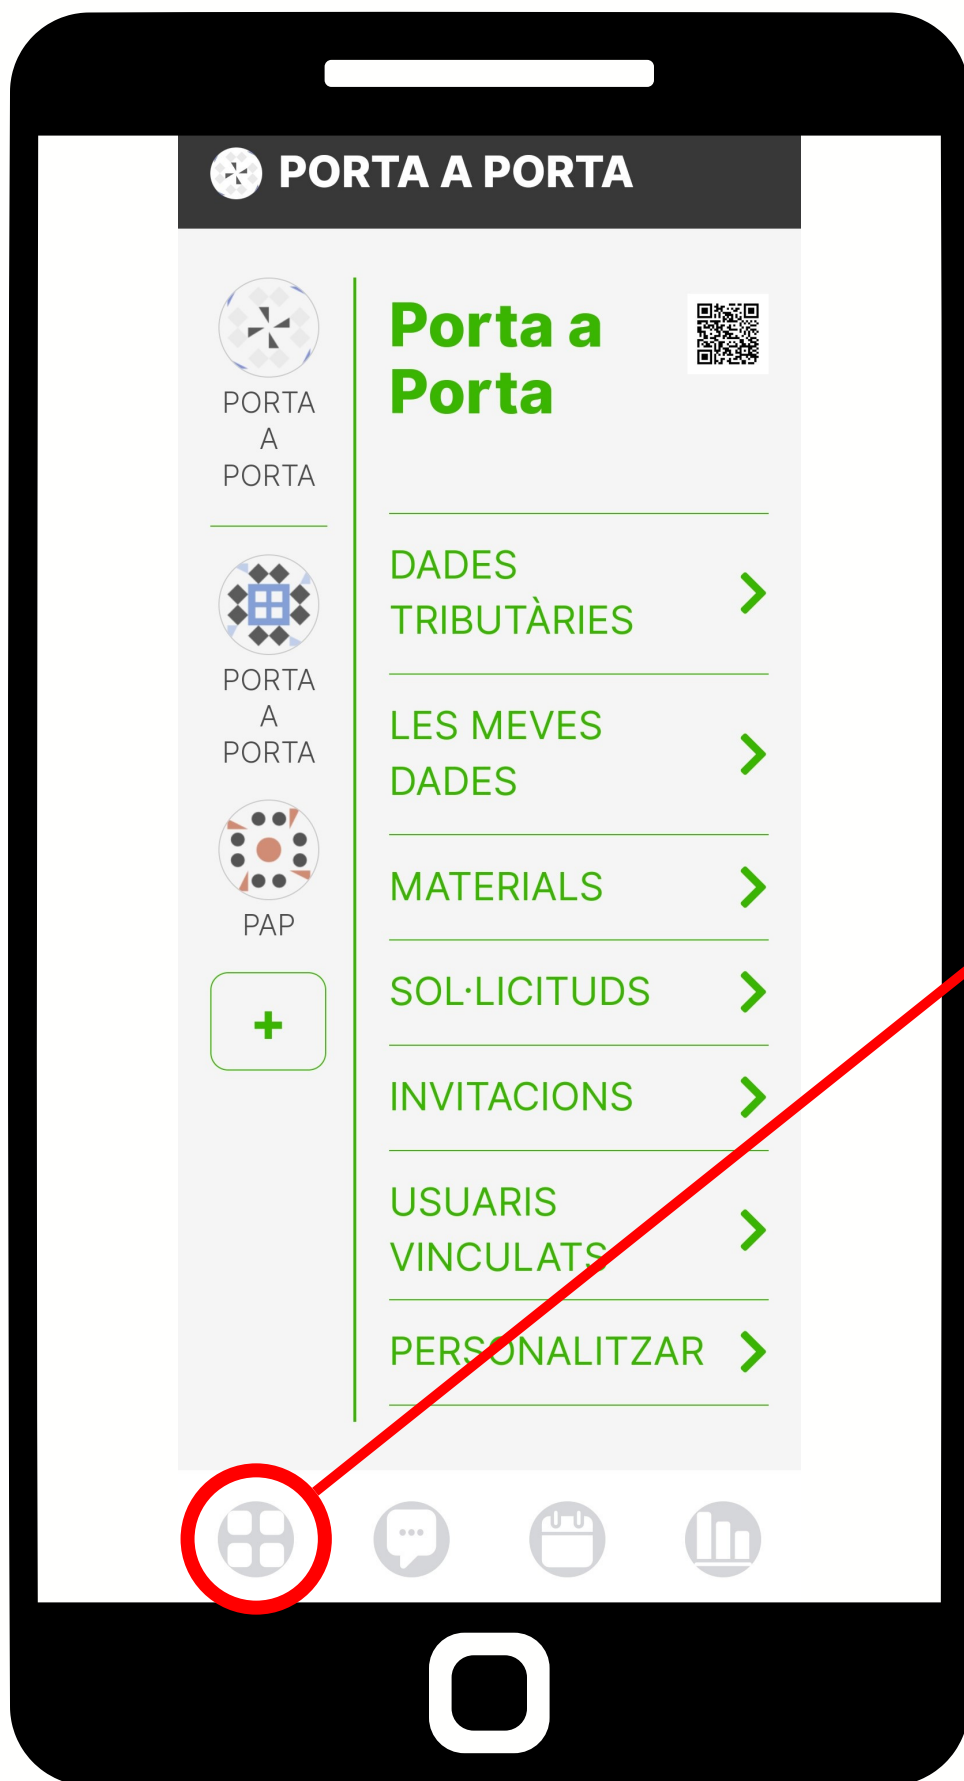 PORTA A PORTA
PORTA
A
PORTA
PORTA
A
PORTA
PAP
+
Porta a
Porta
DADES
TRIBUTÀRIES
LES MEVES
DADES
MATERIALS
SOL·LICITUDS
INVITACIONS
USUARIS
VINCULATS
PERSONALITZAR